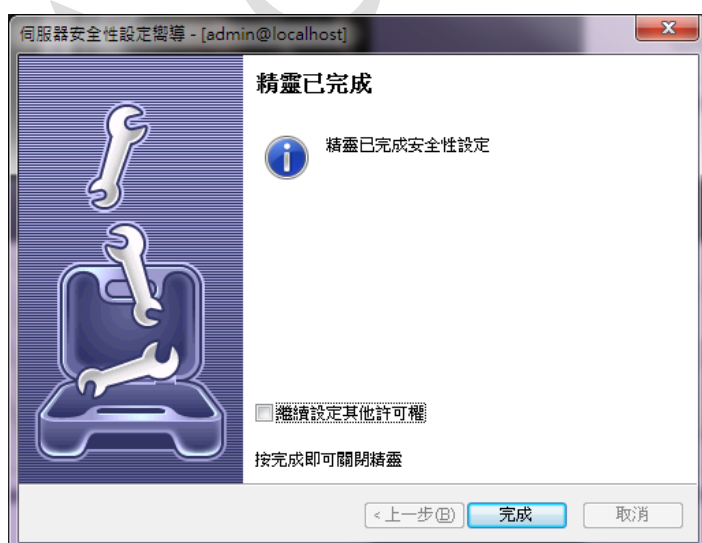 伺服器安全性設定嚮導 - [admin@localhost]
精靈已完成
精靈已完成安全性設定
繼續設定其他許可權
按完成即可關閉精靈
<上一步(B) 完成 取消